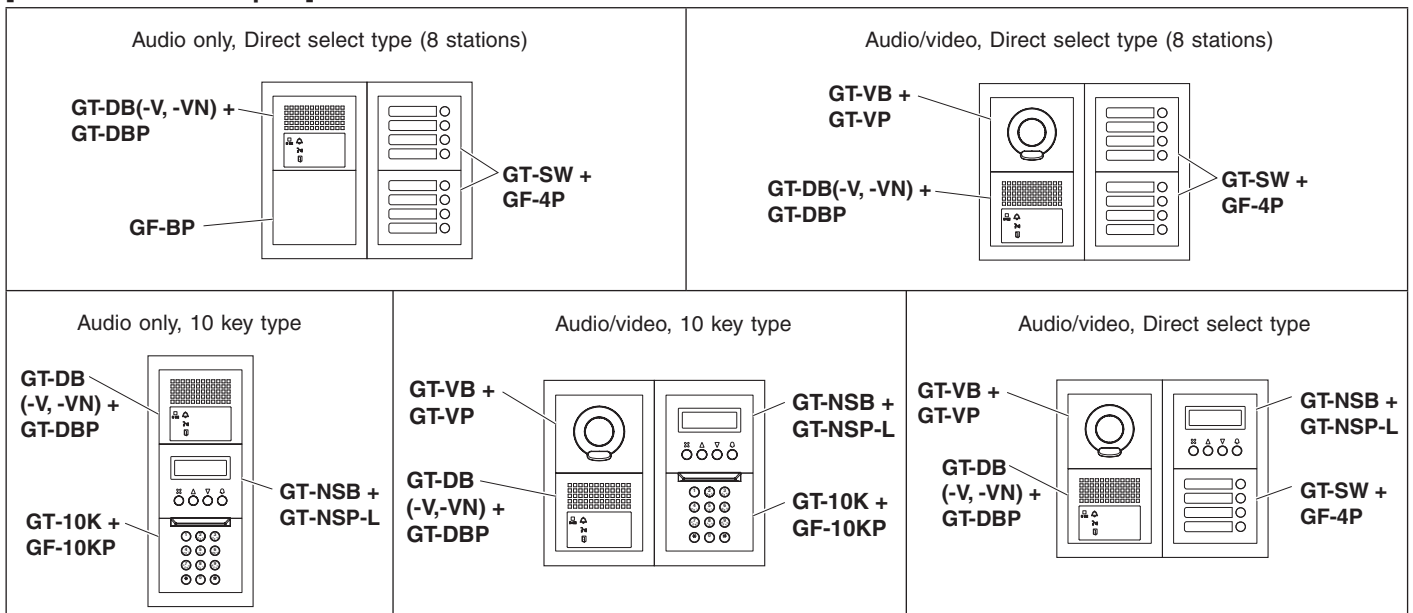 Audio only, Direct select type (8 stations)
GT-DB(-V, -VN) +
GT-DBP
GF-BP
GT-SW +
GF-4P
Audio/video, Direct select type (8 stations)
GT-VB +
GT-VP
GT-DB(-V, -VN) +
GT-DBP
GT-SW +
GF-4P
Audio only, 10 key type
GT-DB
(-V, -VN) +
GT-DBP
GT-NSB +
GT-NSP-L
GT-10K +
GF-10KP
Audio/video, 10 key type
GT-VB +
GT-VP
GT-DB
(-V,-VN) +
GT-DBP
GT-NSB +
GT-NSP-L
GT-10K +
GF-10KP
Audio/video, Direct select type
GT-VB +
GT-VP
GT-DB
(-V, -VN) +
GT-DBP
GT-NSB +
GT-NSP-L
GT-SW +
GF-4P